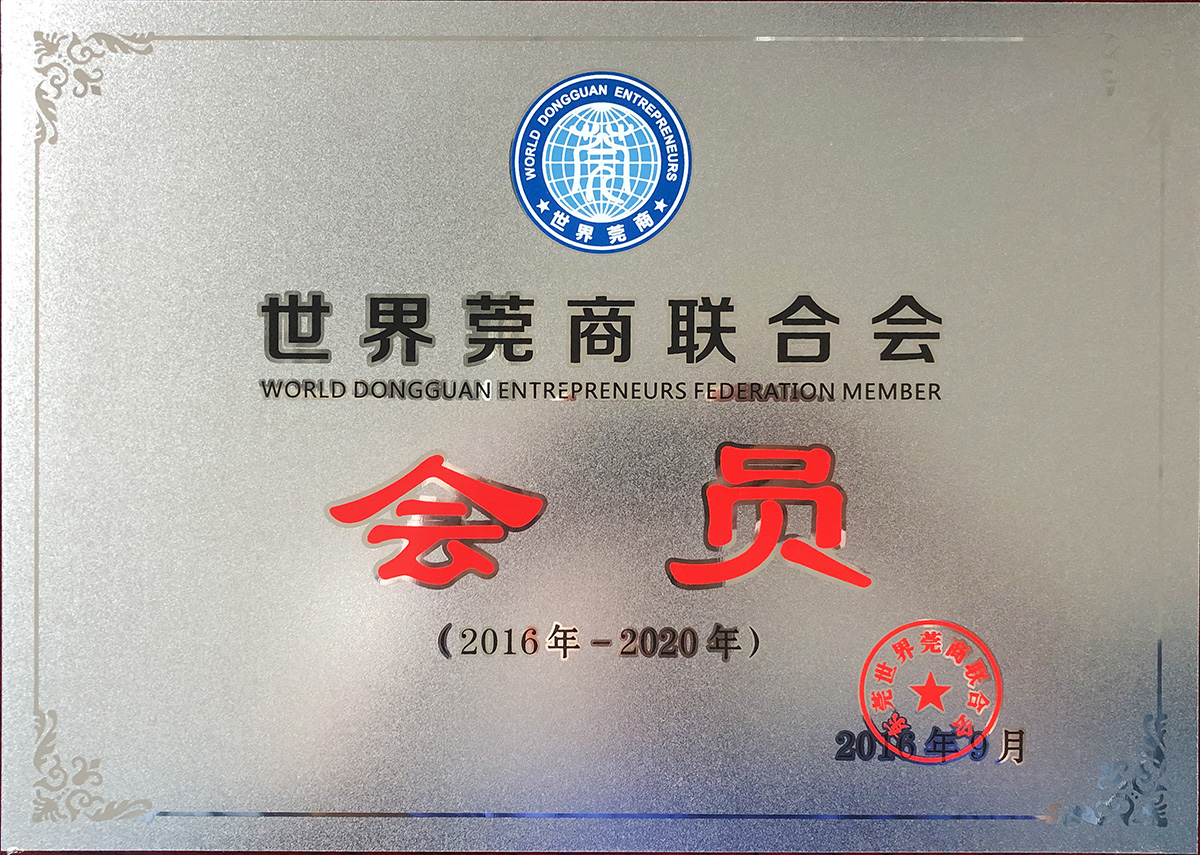 WORLD DONGGUAN ENTREPRENEURS
世界莞商
世界莞商联合会
WORLD DONGGUAN ENTREPRENEURS FEDERATION MEMBER
会员
(2016年-2020年)
东莞世界莞商联合会
2016年9月